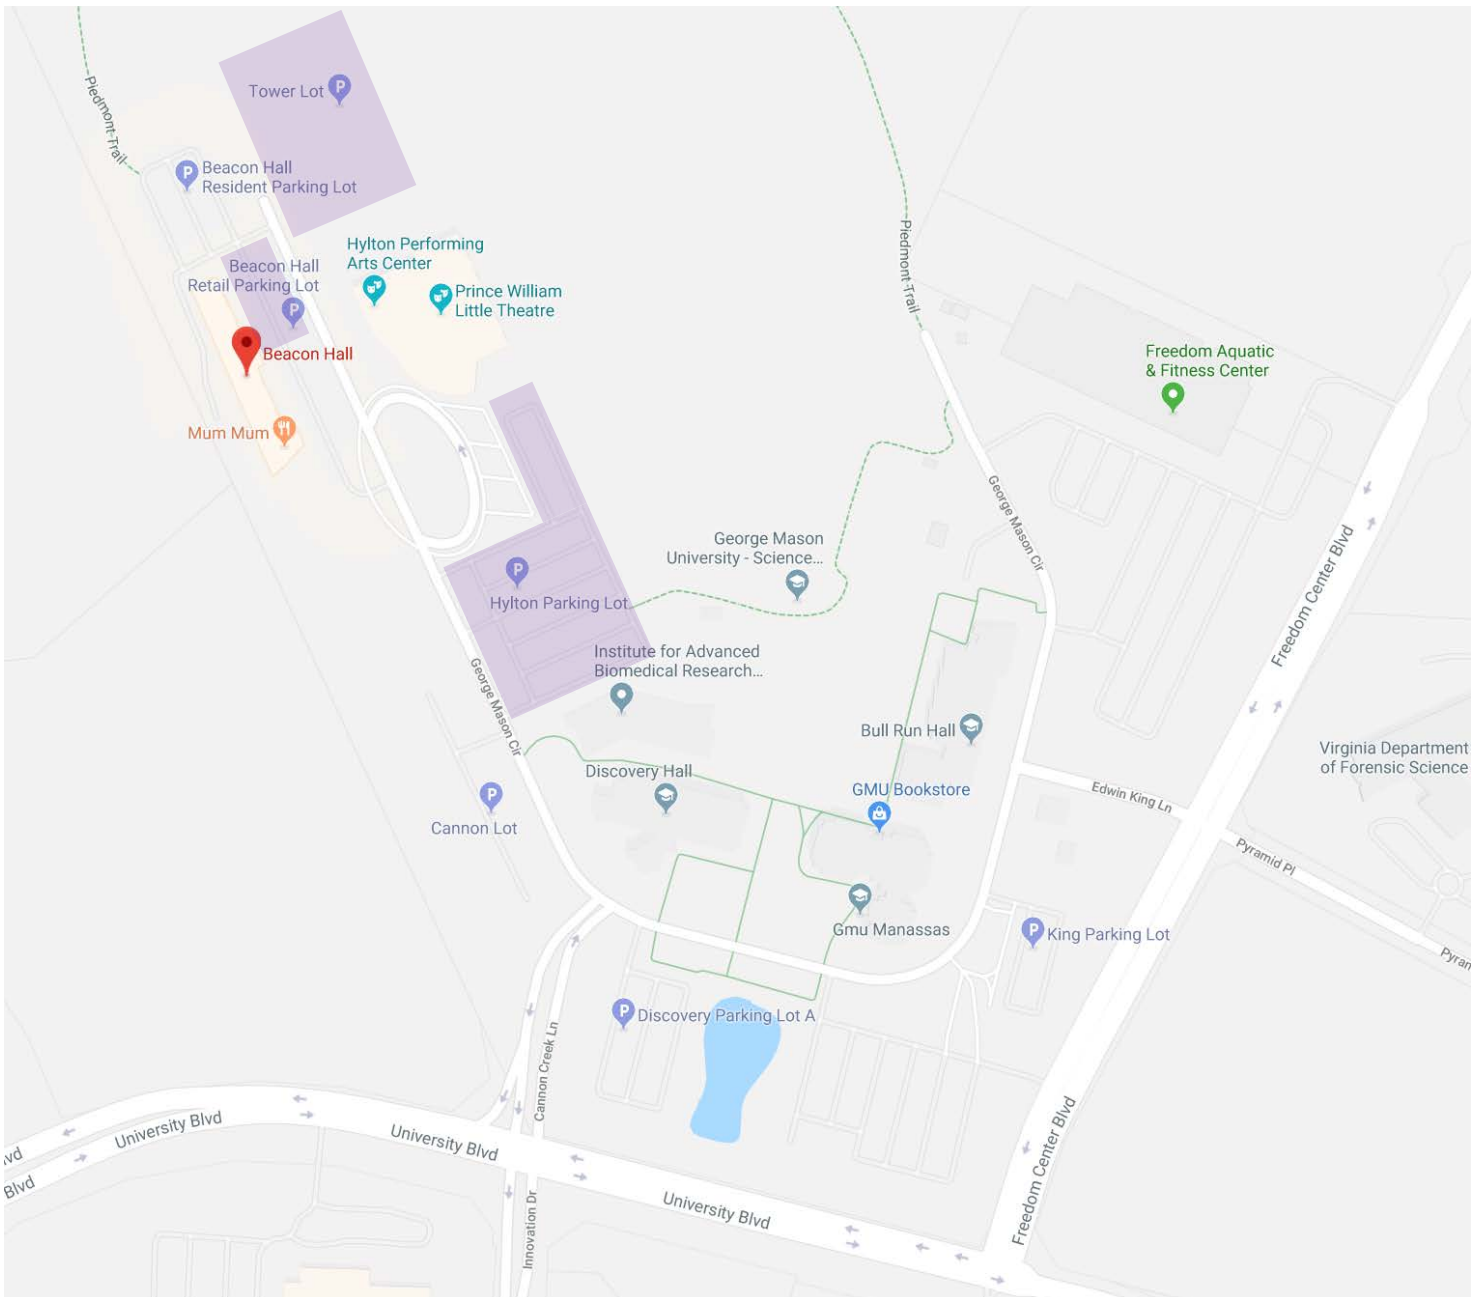 Piedmont Trail
Tower Lot
P
P
Beacon Hall
Resident Parking Lot
Hylton Performing
Arts Center
Prince William
Little Theatre
Beacon Hall
Retail Parking Lot
P
Piedmont Trail
Beacon Hall
Mum Mum
Freedom Aquatic
& Fitness Center
George Mason Cir
George Mason
University - Science...
P
Hylton Parking Lot
Freedom Center Blvd
Institute for Advanced
Biomedical Research...
George Mason Cir
Bull Run Hall
Virginia Department
of Forensic Science
Discovery Hall
GMU Bookstore
Edwin King Ln
P
Cannon Lot
Pyramid Pl
Gmu Manassas
P
King Parking Lot
Pyran
P
Discovery Parking Lot A
Cannon Creek Ln
University Blvd
University Blvd
vd
Blvd
University Blvd
Innovation Dr
Freedom Center Blvd